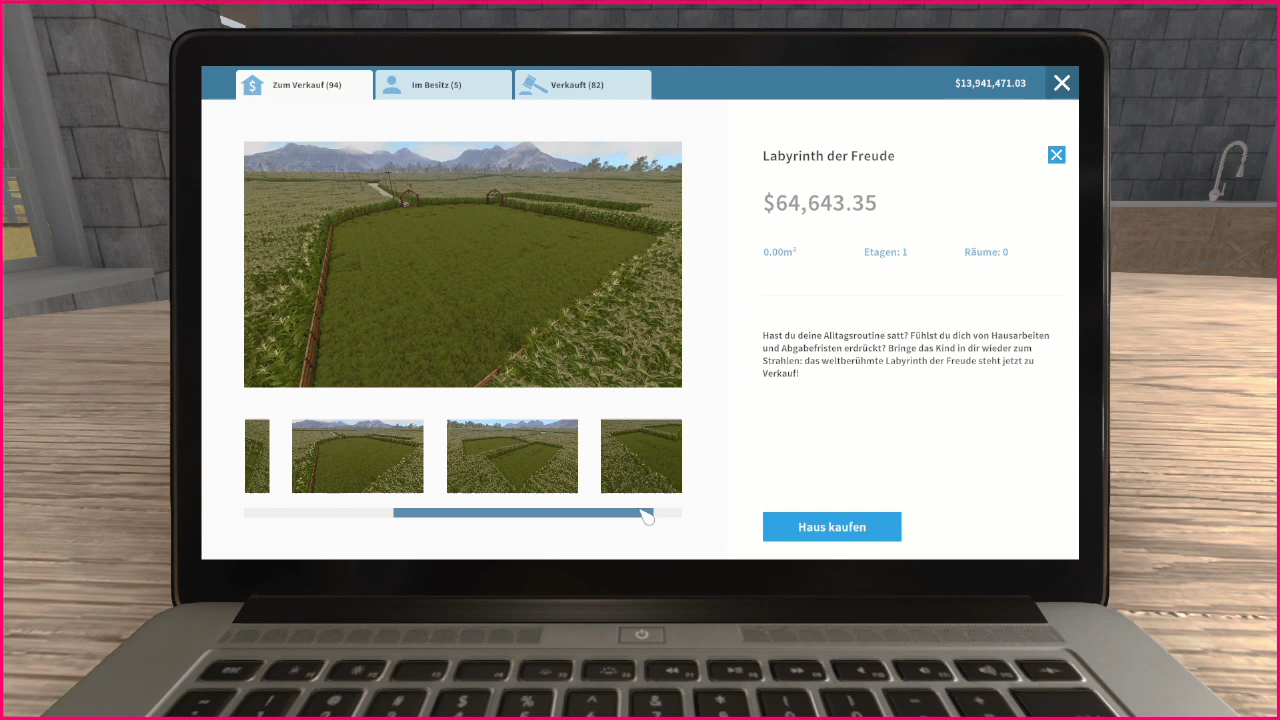 Zum Verkauf (94)
Im Besitz (5)
Verkauft (82)
$13,941,471.03
Labyrinth der Freude
$64,643.35
0.00m²
Etagen: 1
Räume: 0
Hast du deine Alltagsroutine satt? Fühlst du dich von Hausarbeiten
und Abgabefristen erdrückt? Bringe das Kind in dir wieder zum
Strahlen: das weltberühmte Labyrinth der Freude steht jetzt zu
Verkauf!
Haus kaufen